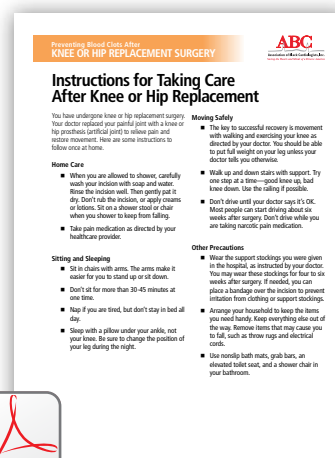 Preventing Blood Clots After
KNEE OR HIP REPLACEMENT SURGERY
ABC
Association of Black Cardiologists, Inc.
Instructions for Taking Care
After Knee or Hip Replacement
You have undergone knee or hip replacement surgery.
Your doctor replaced your painful joint with a knee or
hip prosthesis (artificial joint) to relieve pain and
restore movement. Here are some instructions to
follow once at home.
Home Care
■ When you are allowed to shower, carefully
wash your incision with soap and water.
Rinse the incision well. Then gently pat it
dry. Don't rub the incision, or apply creams
or lotions. Sit on a shower stool or chair
when you shower to keep from falling.
■ Take pain medication as directed by your
healthcare provider.
Sitting and Sleeping
■ Sit in chairs with arms. The arms make it
easier for you to stand up or sit down.
■ Don't sit for more than 30-45 minutes at
one time.
■ Nap if you are tired, but don't stay in bed all
day.
■ Sleep with a pillow under your ankle, not
your knee. Be sure to change the position of
your leg during the night.
Moving Safely
■ The key to successful recovery is movement
with walking and exercising your knee as
directed by your doctor. You should be able
to put full weight on your leg unless your
doctor tells you otherwise.
■ Walk up and down stairs with support. Try
one step at a time—good knee up, bad
knee down. Use the railing if possible.
■ Don't drive until your doctor says it's OK.
Most people can start driving about six
weeks after surgery. Don't drive while you
are taking narcotic pain medication.
Other Precautions
■ Wear the support stockings you were given
in the hospital, as instructed by your doctor.
You may wear these stockings for four to six
weeks after surgery. If needed, you can
place a bandage over the incision to prevent
irritation from clothing or support stockings.
■ Arrange your household to keep the items
you need handy. Keep everything else out of
the way. Remove items that may cause you
to fall, such as throw rugs and electrical
cords.
■ Use nonslip bath mats, grab bars, an
elevated toilet seat, and a shower chair in
your bathroom.